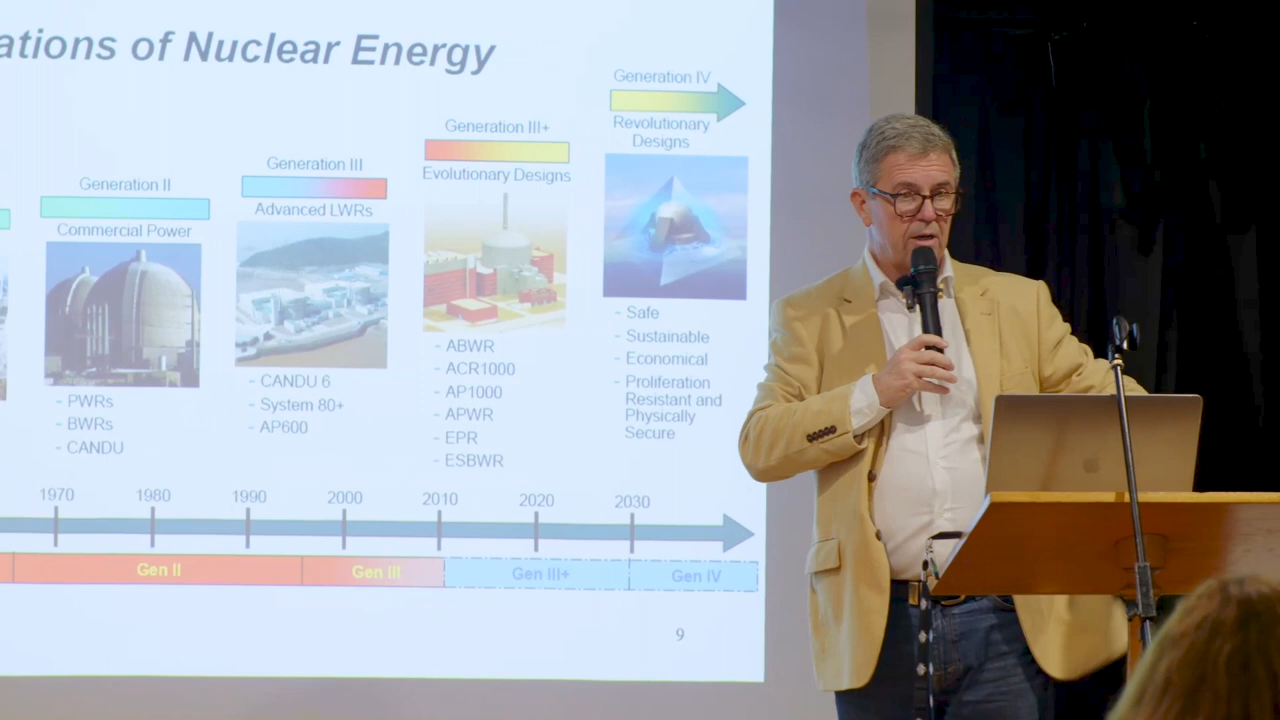 ations of Nuclear Energy
Generation IV
Revolutionary
Designs
Generation III+
Evolutionary Designs
Generation III
Advanced LWRs
Generation II
Commercial Power
- PWRs
- BWRs
- CANDU
- CANDU 6
- System 80+
- AP600
- ABWR
- ACR1000
- AP1000
- APWR
- EPR
- ESBWR
- Safe
- Sustainable
- Economical
- Proliferation
Resistant and
Physically
Secure
1970 1980 1990 2000 2010 2020 2030
Gen II Gen III Gen III+ Gen IV
9